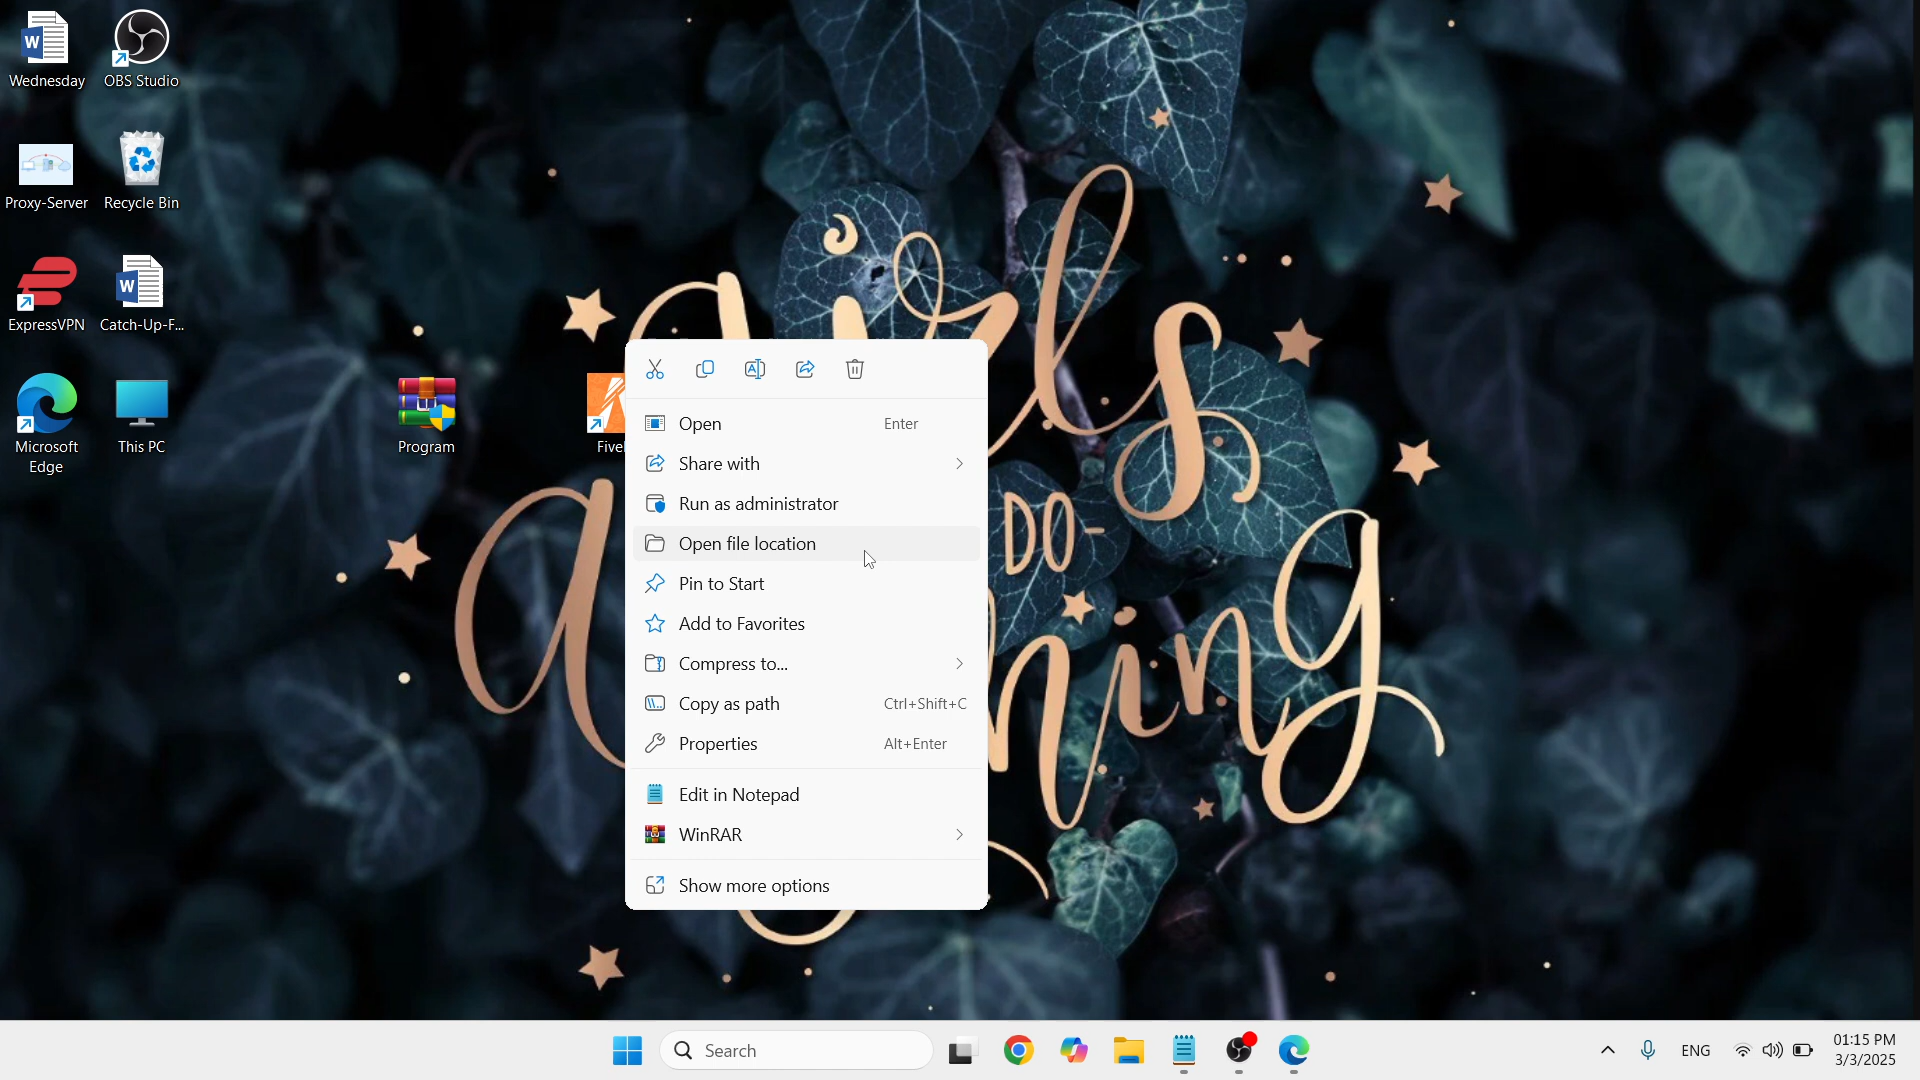 Wednesday
OBS Studio
Proxy-Server
Recycle Bin
ExpressVPN
Catch-Up-F...
Microsoft
Edge
This PC
Program
Open Enter
Share with
Run as administrator
Open file location
Pin to Start
Add to Favorites
Compress to...
Copy as path Ctrl+Shift+C
Properties Alt+Enter
Edit in Notepad
WinRAR
Show more options
DO-
Search
ENG
01:15 PM
3/3/2025